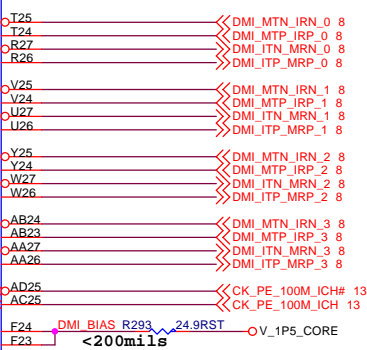 T25 DMI_MTN_IRN_0 8
T24 DMI_MTP_IRP_0 8
R27 DMI_ITN_MRN_0 8
R26 DMI_ITP_MRP_0 8
V25 DMI_MTN_IRN_1 8
V24 DMI_MTP_IRP_1 8
U27 DMI_ITN_MRN_1 8
U26 DMI_ITP_MRP_1 8
Y25 DMI_MTN_IRN_2 8
Y24 DMI_MTP_IRP_2 8
W27 DMI_ITN_MRN_2 8
W26 DMI_ITP_MRP_2 8
AB24 DMI_MTN_IRN_3 8
AB23 DMI_MTP_IRP_3 8
AA27 DMI_ITN_MRN_3 8
AA26 DMI_ITP_MRP_3 8
AD25 CK_PE_100M_ICH# 13
AC25 CK_PE_100M_ICH 13
F24 DMI_BIAS R293 24.9RST V_1P5_CORE
F23 <200mils